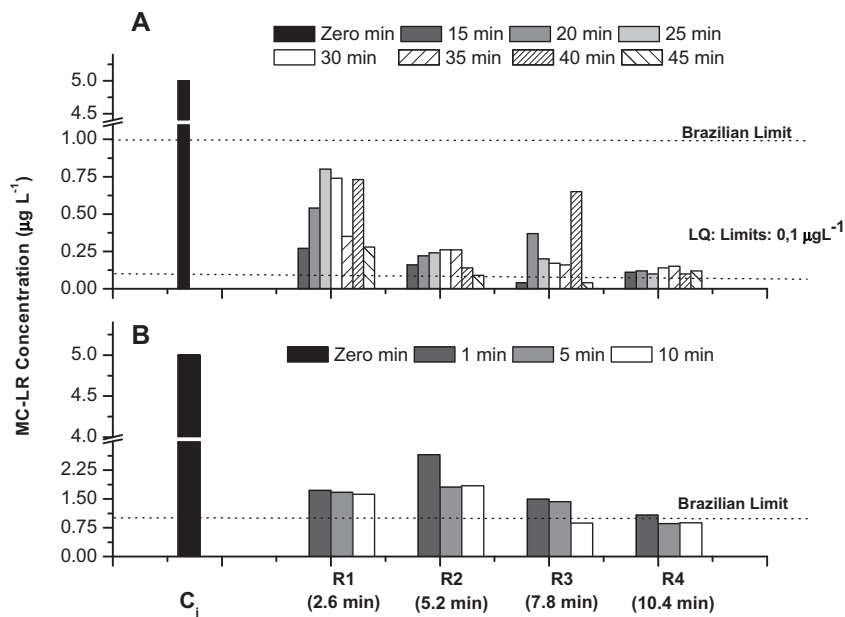 A
Zero min 15 min 20 min 25 min
30 min 35 min 40 min 45 min
5.0
4.5
1.00
0.75
0.50
0.25
0.00
Brazilian Limit
LQ: Limits: 0,1 µgL⁻¹
MC-LR Concentration (µg L⁻¹)
B
Zero min 1 min 5 min 10 min
5.0
4.5
4.0
2.25
1.50
0.75
0.00
Brazilian Limit
R1 R2 R3 R4
Cᵢ (2.6 min) (5.2 min) (7.8 min) (10.4 min)